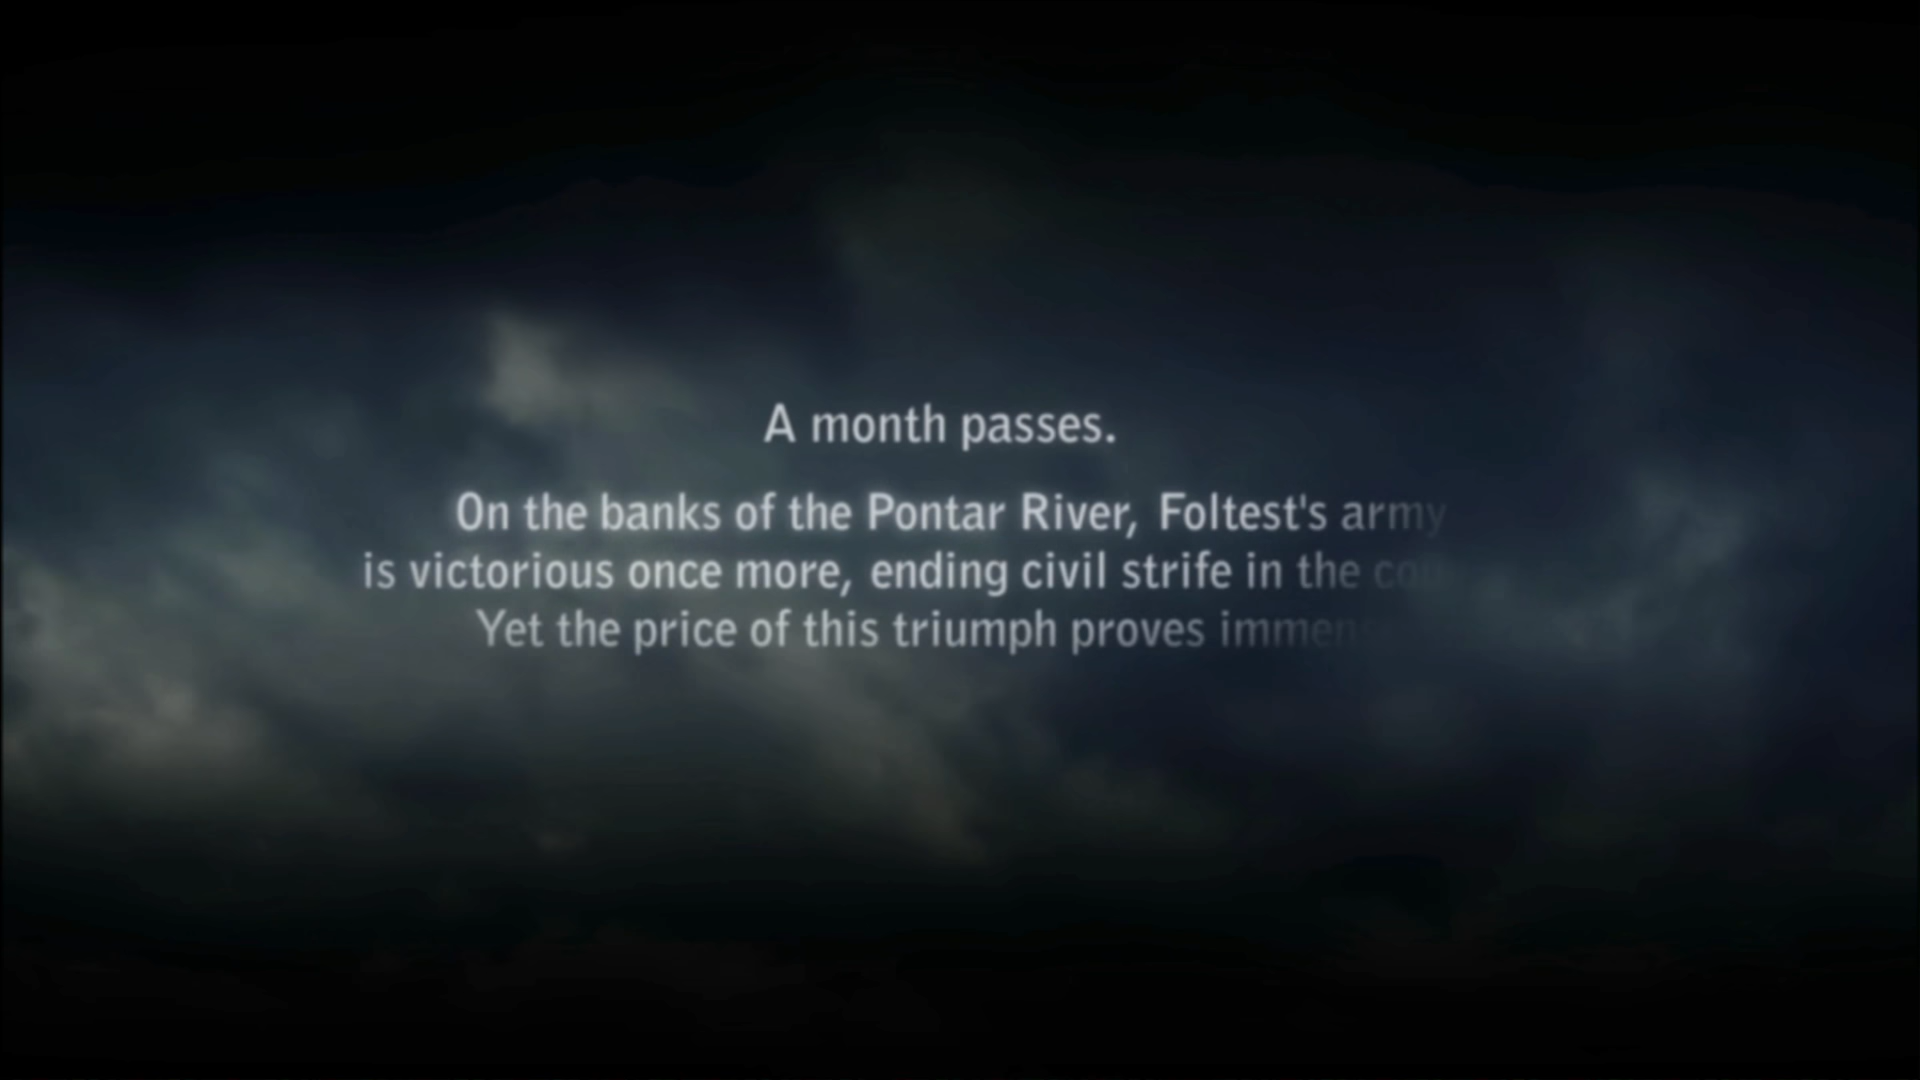 A month passes.
On the banks of the Pontar River, Foltest's army
is victorious once more, ending civil strife in the
Yet the price of this triumph proves